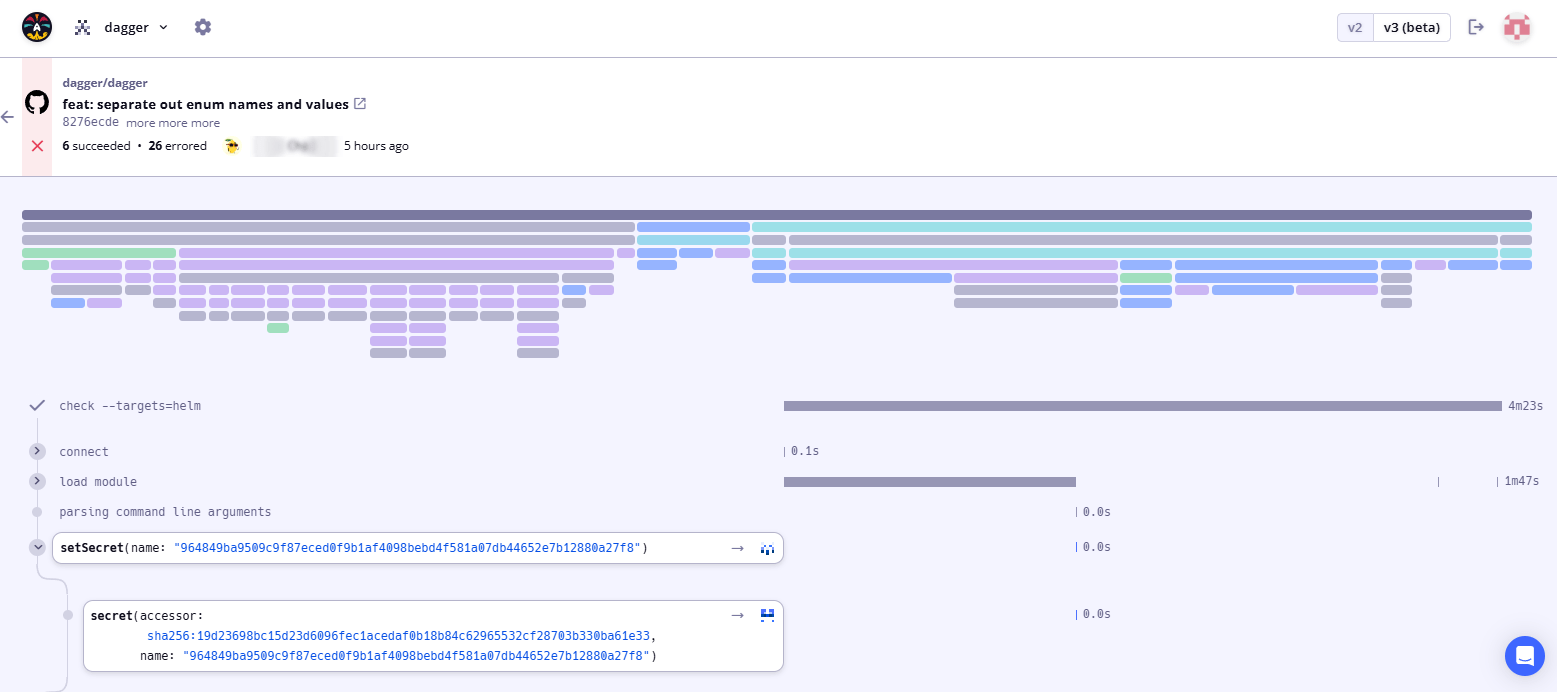 dagger
v2 v3 (beta)
dagger/dagger
feat: separate out enum names and values
8276ecde more more more
6 succeeded • 26 errored 5 hours ago
check --targets=helm 4m23s
connect 0.1s
load module 1m47s
parsing command line arguments 0.0s
setSecret(name: "964849ba9509c9f87eced0f9b1af4098bebd4f581a07db44652e7b12880a27f8") → 0.0s
secret(accessor: → 0.0s
sha256:19d23698bc15d23d6096fec1acedaf0b18b84c62965532cf28703b330ba61e33,
name: "964849ba9509c9f87eced0f9b1af4098bebd4f581a07db44652e7b12880a27f8")